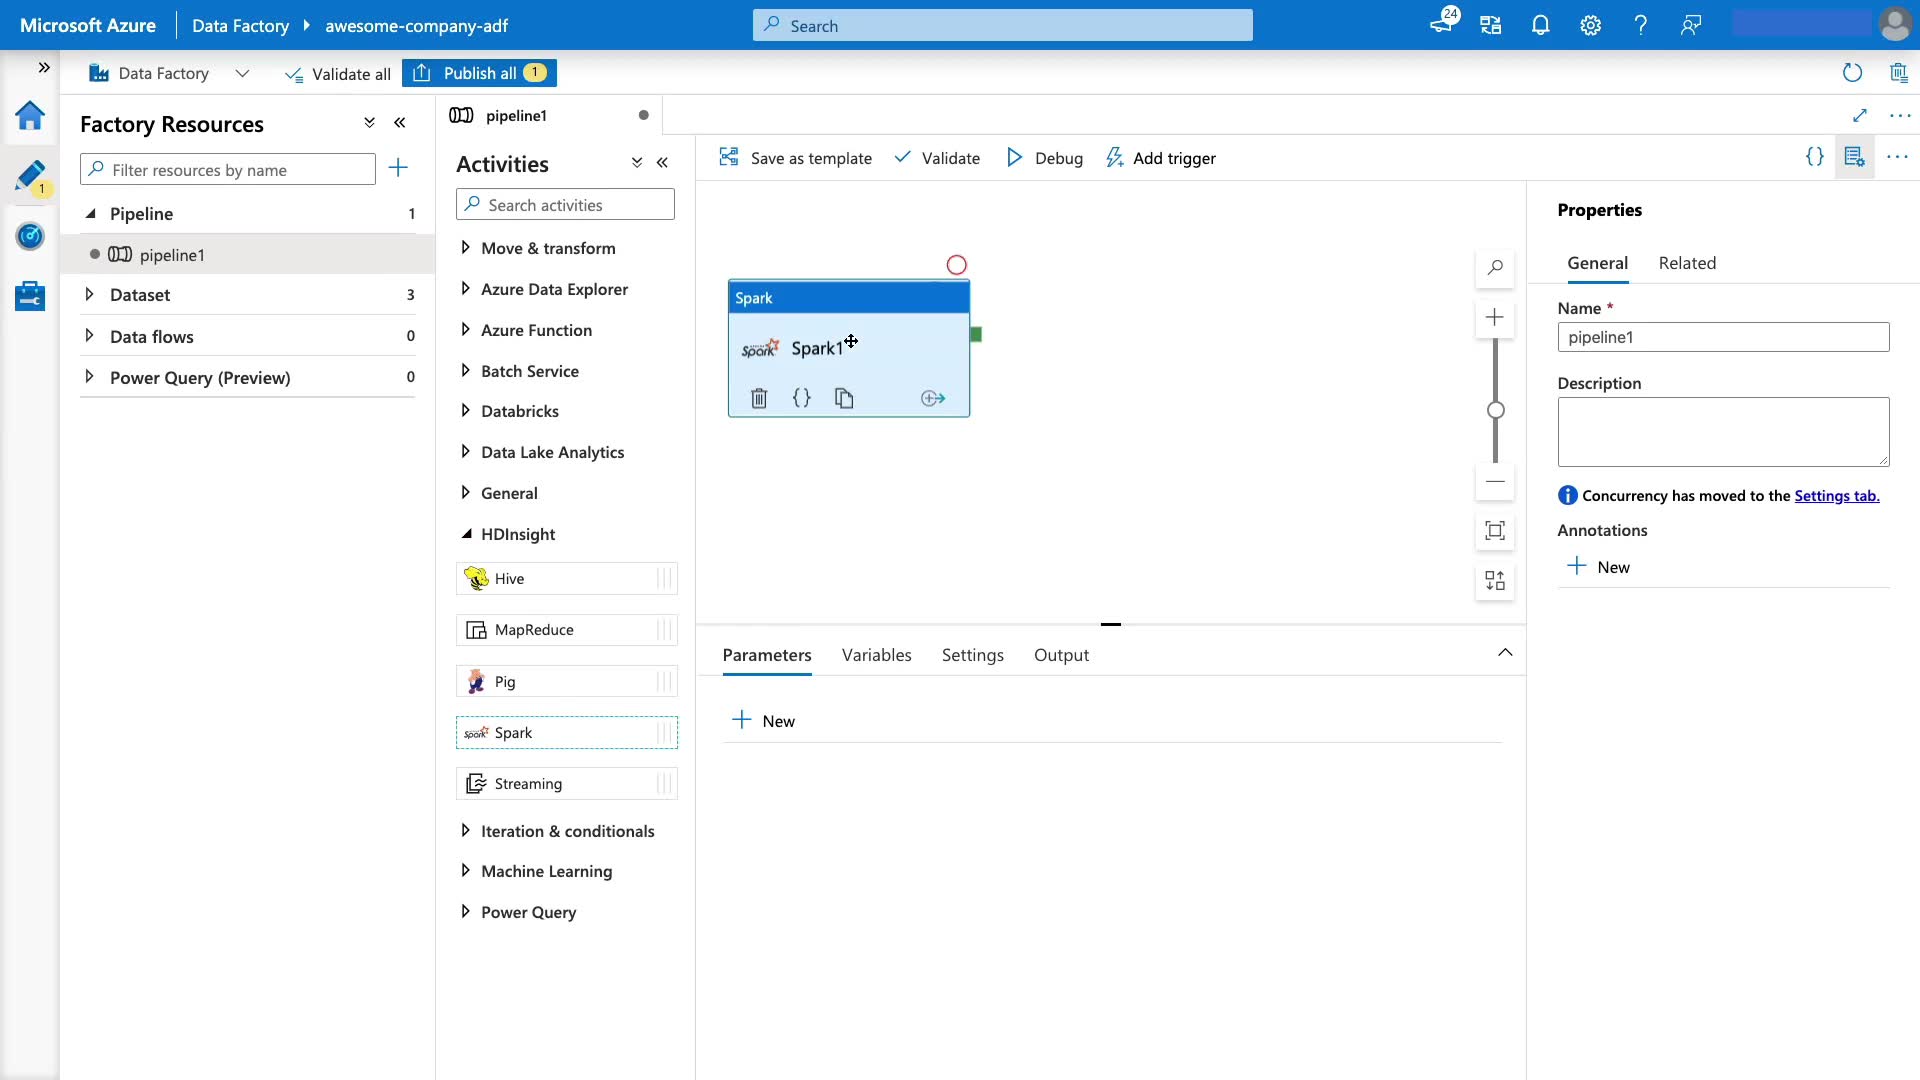 Microsoft Azure
Data Factory
awesome-company-adf
Search
24
Data Factory
Validate all
Publish all 1
1
Factory Resources
Filter resources by name
Pipeline 1
pipeline1
Dataset 3
Data flows 0
Power Query (Preview) 0
pipeline1
Activities
Search activities
Move & transform
Azure Data Explorer
Azure Function
Batch Service
Databricks
Data Lake Analytics
General
HDInsight
Hive
MapReduce
Pig
Spark Spark
Streaming
Iteration & conditionals
Machine Learning
Power Query
Save as template
Validate
Debug
Add trigger
Spark
Spark Spark1
Parameters
Variables
Settings
Output
New
Properties
General
Related
Name *
pipeline1
Description
Concurrency has moved to the Settings tab.
Annotations
New